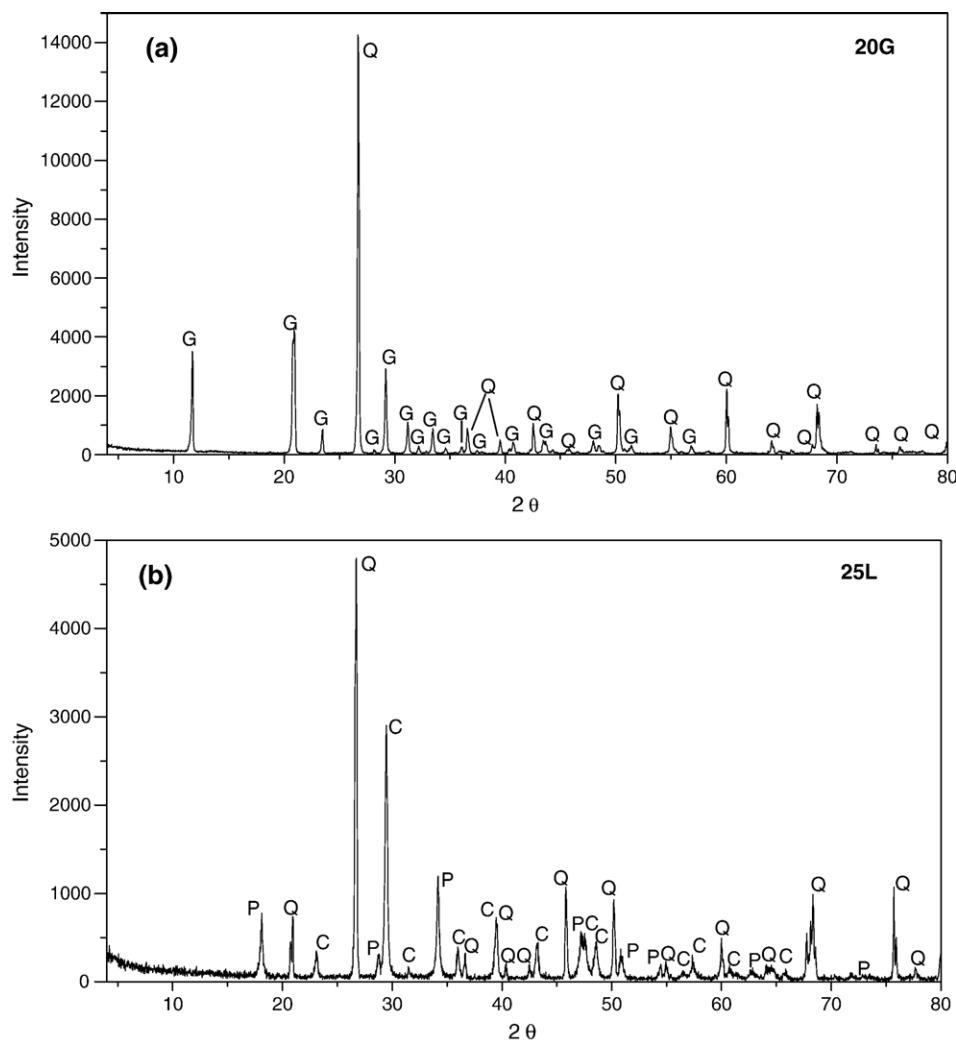 (a)
20G
14000
12000
10000
8000
6000
4000
2000
0
Intensity
Q
G
G
G
G
G
G
G
G
G
G
G
Q
G
Q
G
Q
G
Q
G
Q
G
Q
Q
Q
Q
Q
Q
Q
10 20 30 40 50 60 70 80
2 θ
(b)
25L
5000
4000
3000
2000
1000
0
Intensity
P
Q
C
Q
P
C
C
P
C
Q
C
Q
Q
Q
C
Q
P
C
C
Q
P
P
Q
C
C
Q
C
P
Q
C
Q
P
Q
10 20 30 40 50 60 70 80
2 θ